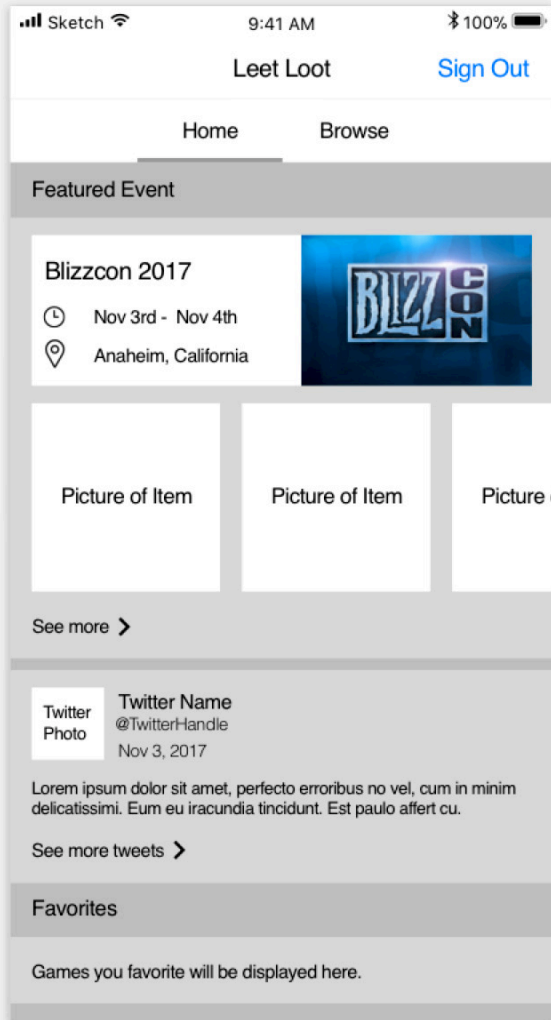 Sketch 9:41 AM 100%
Leet Loot Sign Out
Home Browse
Featured Event
Blizzcon 2017
Nov 3rd - Nov 4th
Anaheim, California
BLIZZ CON
Picture of Item Picture of Item Picture
See more
Twitter Photo
Twitter Name
@TwitterHandle
Nov 3, 2017
Lorem ipsum dolor sit amet, perfecto erroribus no vel, cum in minim
delicatissimi. Eum eu iracundia tincidunt. Est paulo affert cu.
See more tweets
Favorites
Games you favorite will be displayed here.